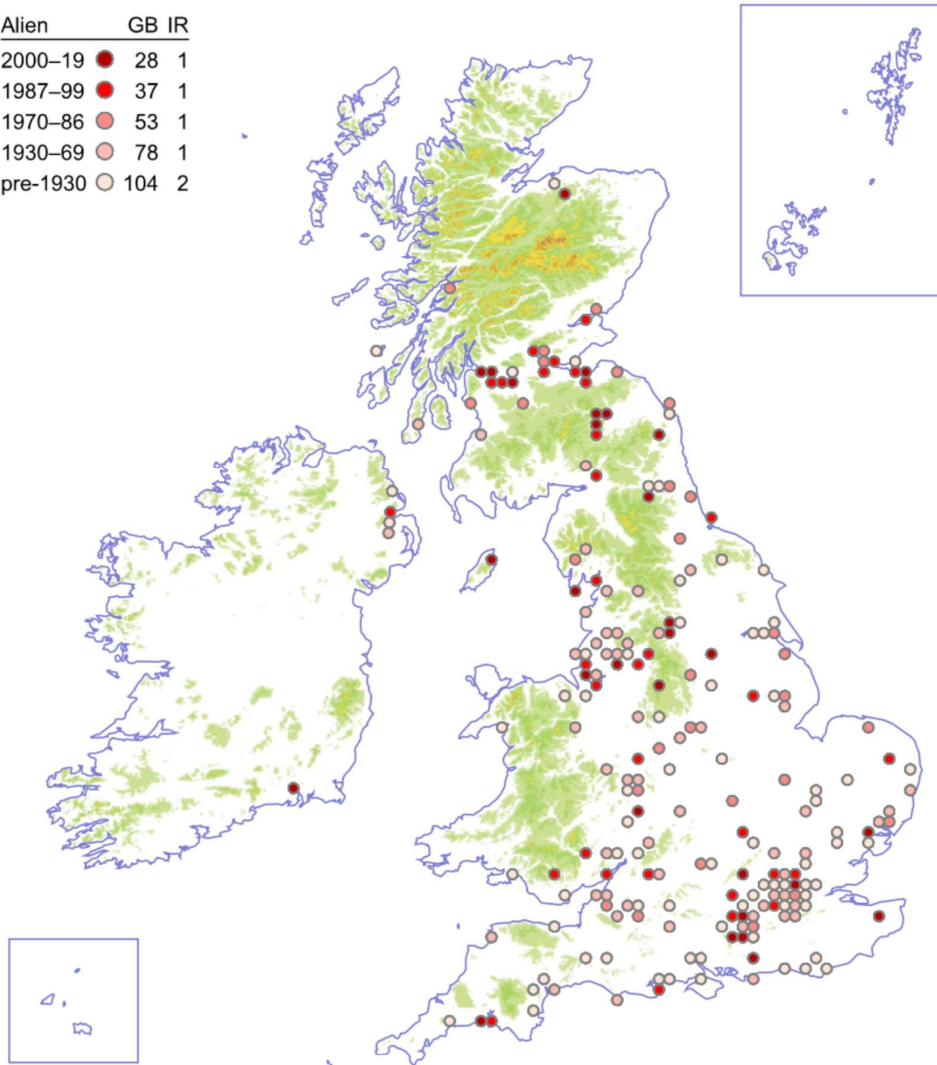 Alien GB IR
2000–19 28 1
1987–99 37 1
1970–86 53 1
1930–69 78 1
pre-1930 104 2